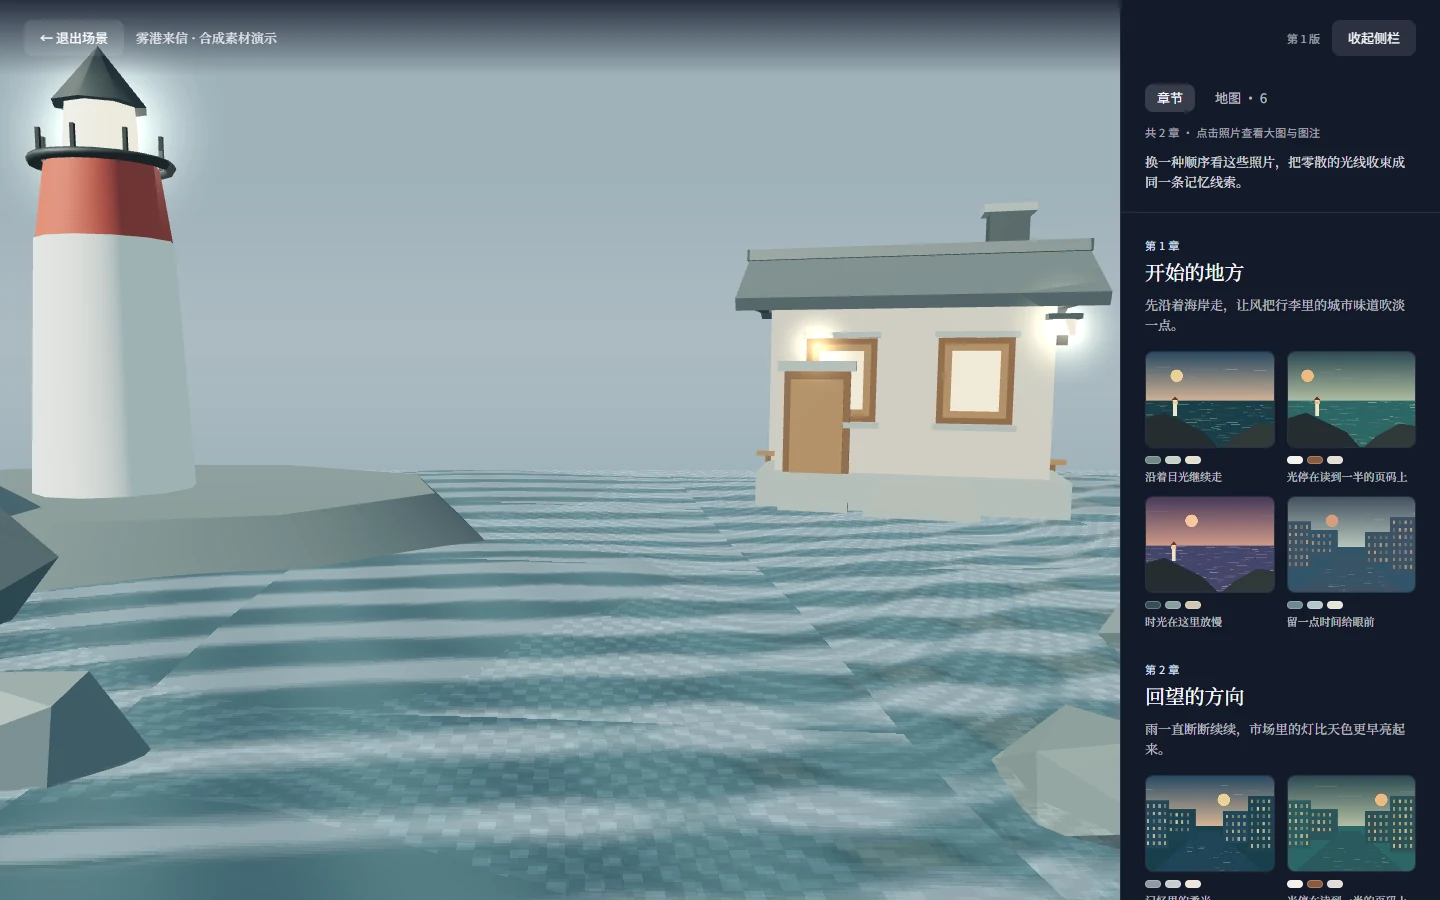 ← 退出场景
雾港来信 · 合成素材演示
第 1 版
收起侧栏
章节
地图 · 6
共 2 章 · 点击照片查看大图与图注
换一种顺序看这些照片，把零散的光线收束成
同一条记忆线索。
第 1 章
开始的地方
先沿着海岸走，让风把行李里的城市味道吹淡
一点。
沿着日光继续走
光停在读到一半的页码上
时光在这里放慢
留一点时间给眼前
第 2 章
回望的方向
雨一直断断续续，市场里的灯比天色更早亮起
来。